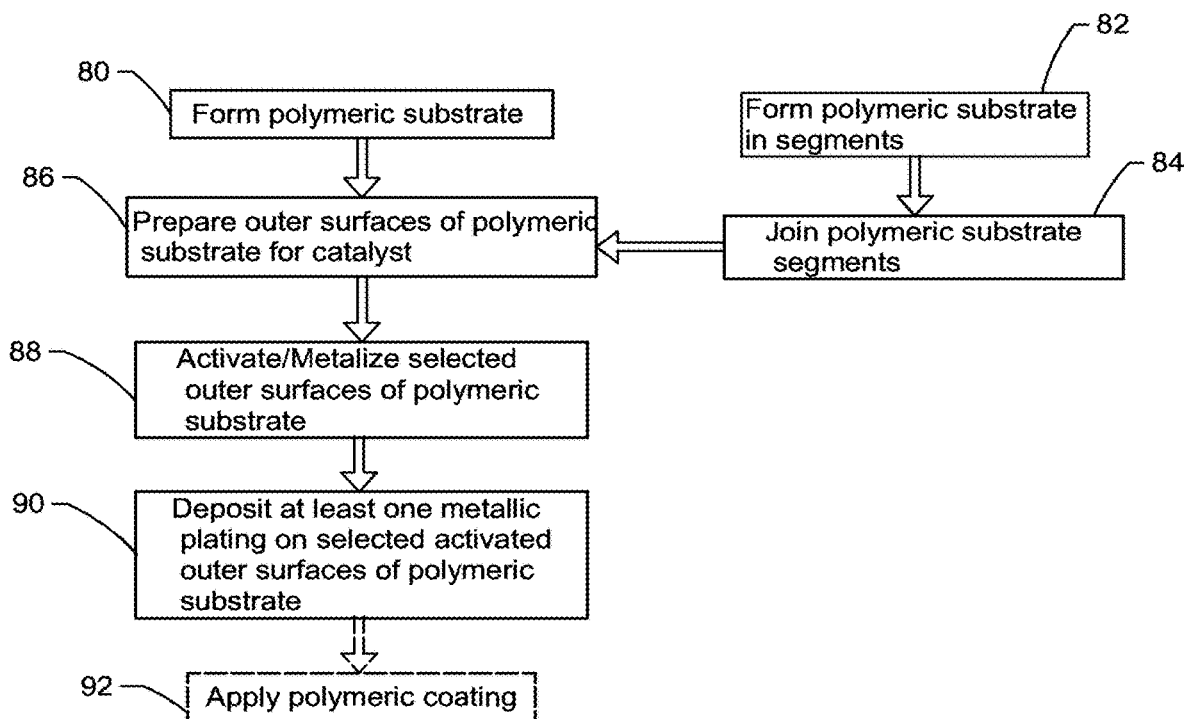 82
80
Form polymeric substrate
Form polymeric substrate
in segments
86
84
Prepare outer surfaces of polymeric
substrate for catalyst
Join polymeric substrate
segments
88
Activate/Metalize selected
outer surfaces of polymeric
substrate
90
Deposit at least one metallic
plating on selected activated
outer surfaces of polymeric
substrate
92
Apply polymeric coating